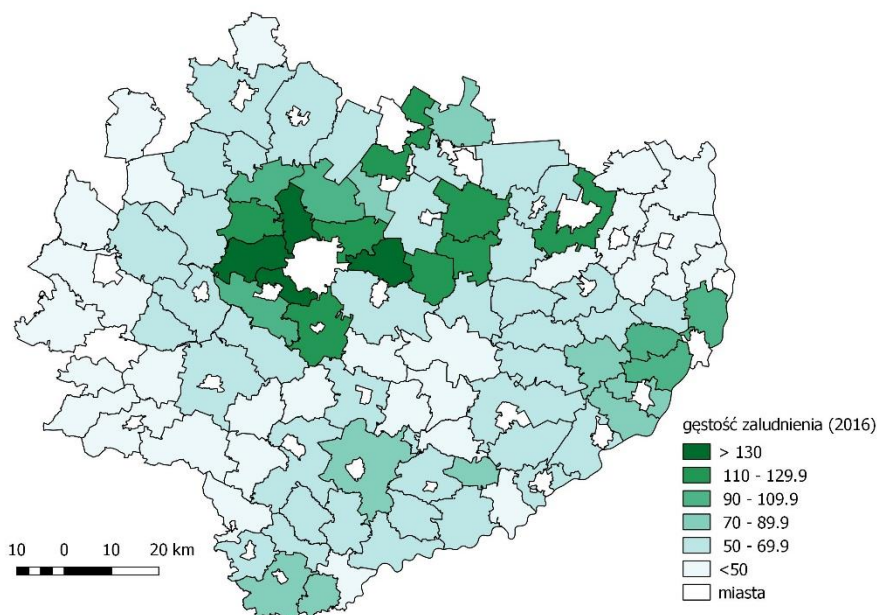 gęstość zaludnienia (2016)
> 130
110 - 129.9
90 - 109.9
70 - 89.9
50 - 69.9
<50
miasta
10 0 10 20 km